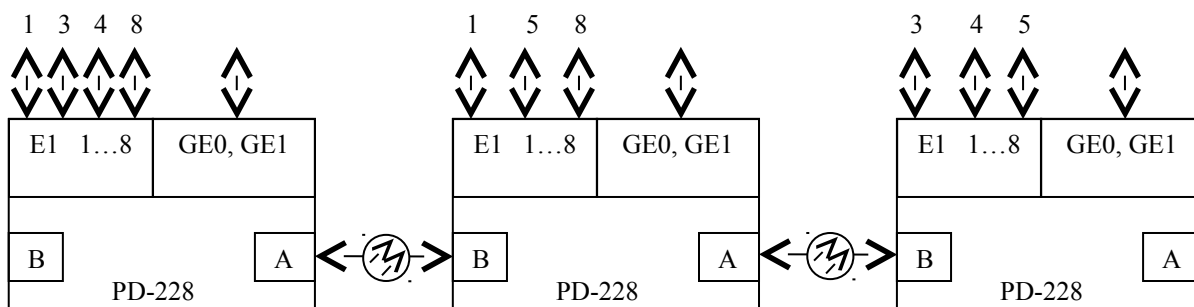 1 3 4 8 1 5 8 3 4 5
E1 1…8 GE0, GE1 E1 1…8 GE0, GE1 E1 1…8 GE0, GE1
B A B A B A
PD-228 PD-228 PD-228